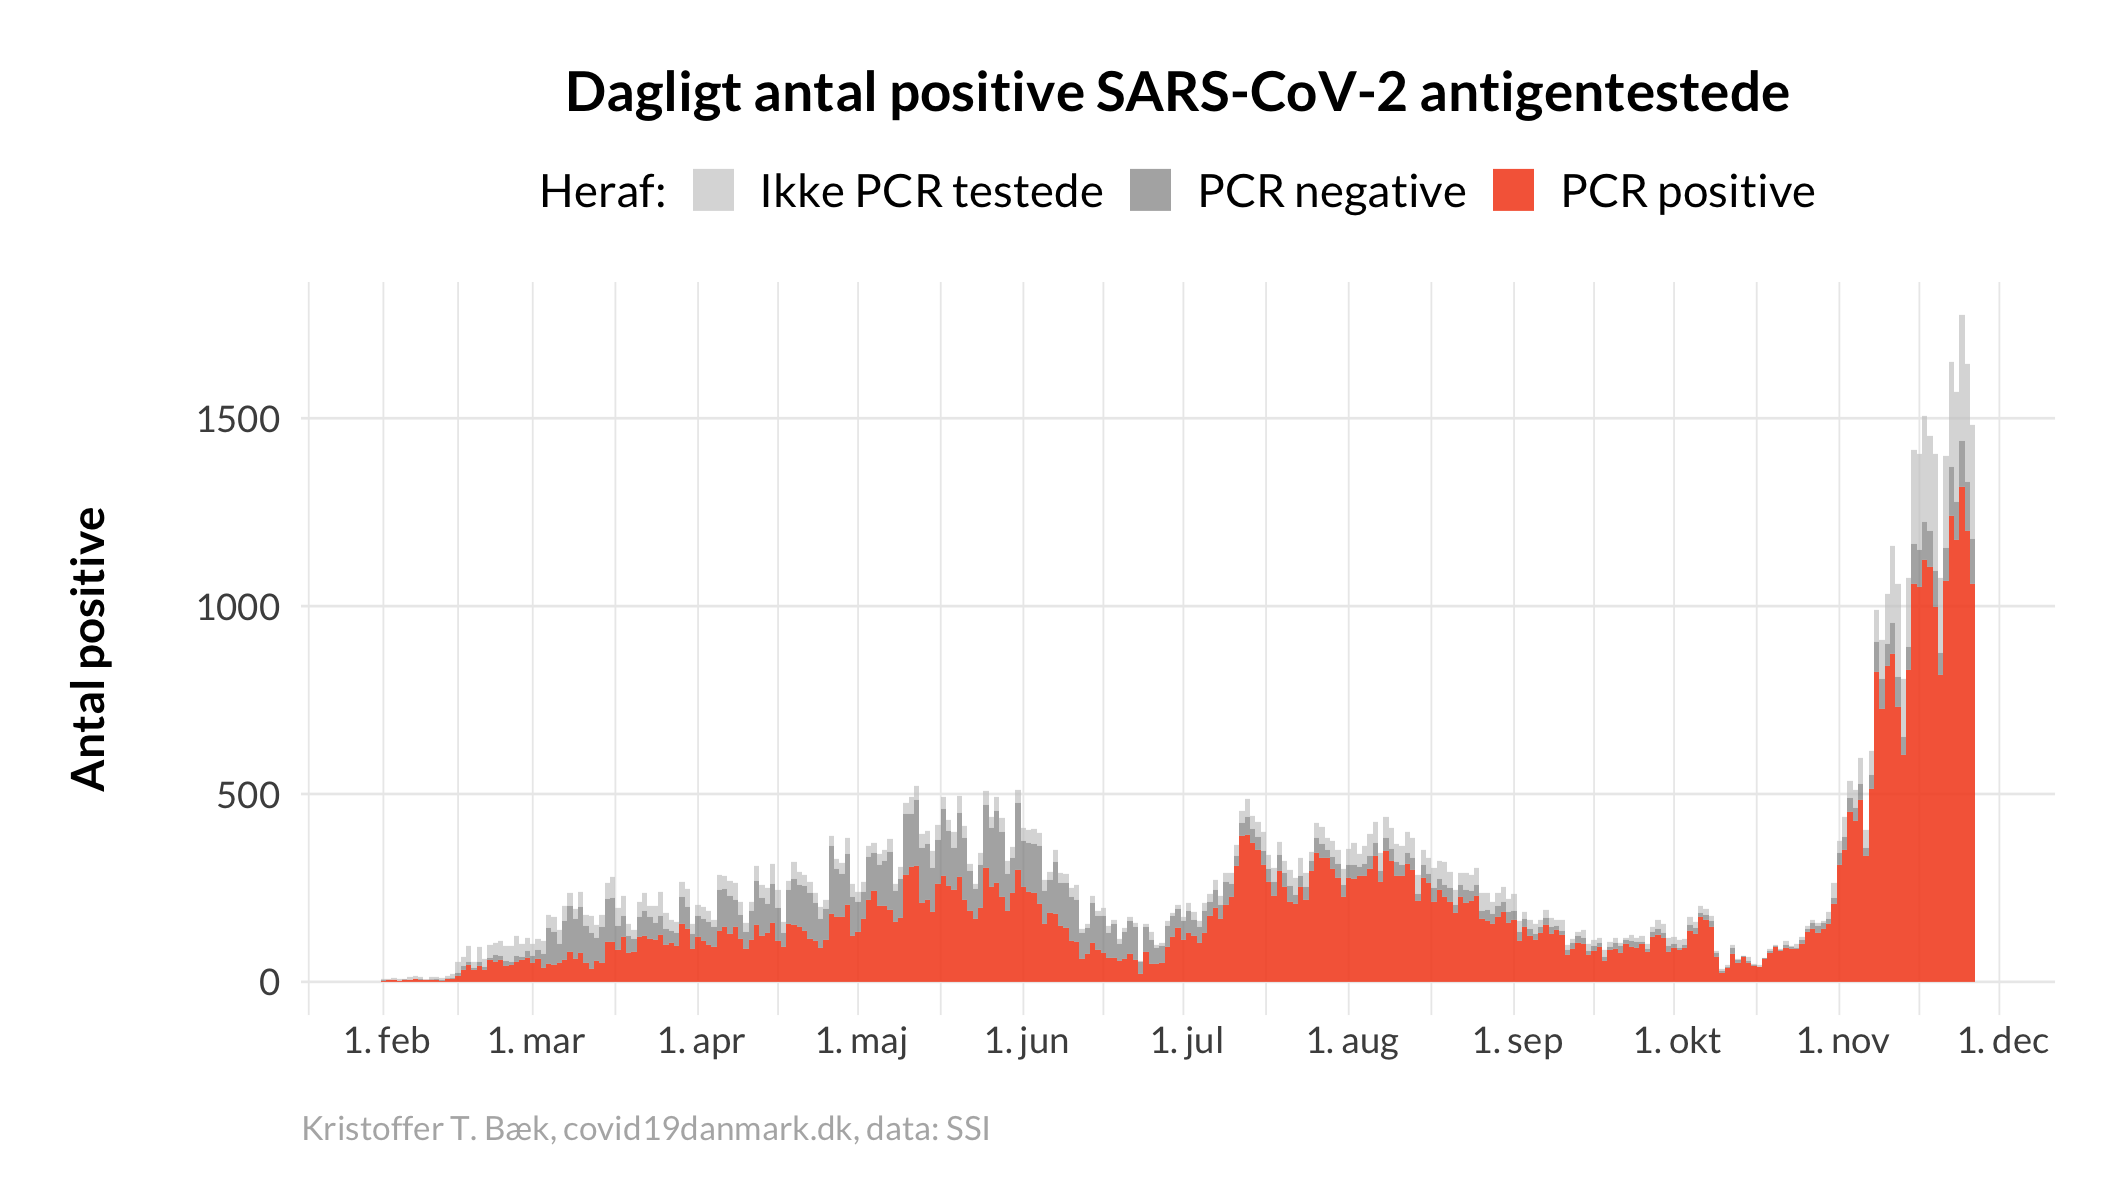 Dagligt antal positive SARS-CoV-2 antigentestede
Heraf: Ikke PCR testede PCR negative PCR positive
Antal positive
1500
1000
500
0
1. feb 1. mar 1. apr 1. maj 1. jun 1. jul 1. aug 1. sep 1. okt 1. nov 1. dec
Kristoffer T. Bæk, covid19danmark.dk, data: SSI